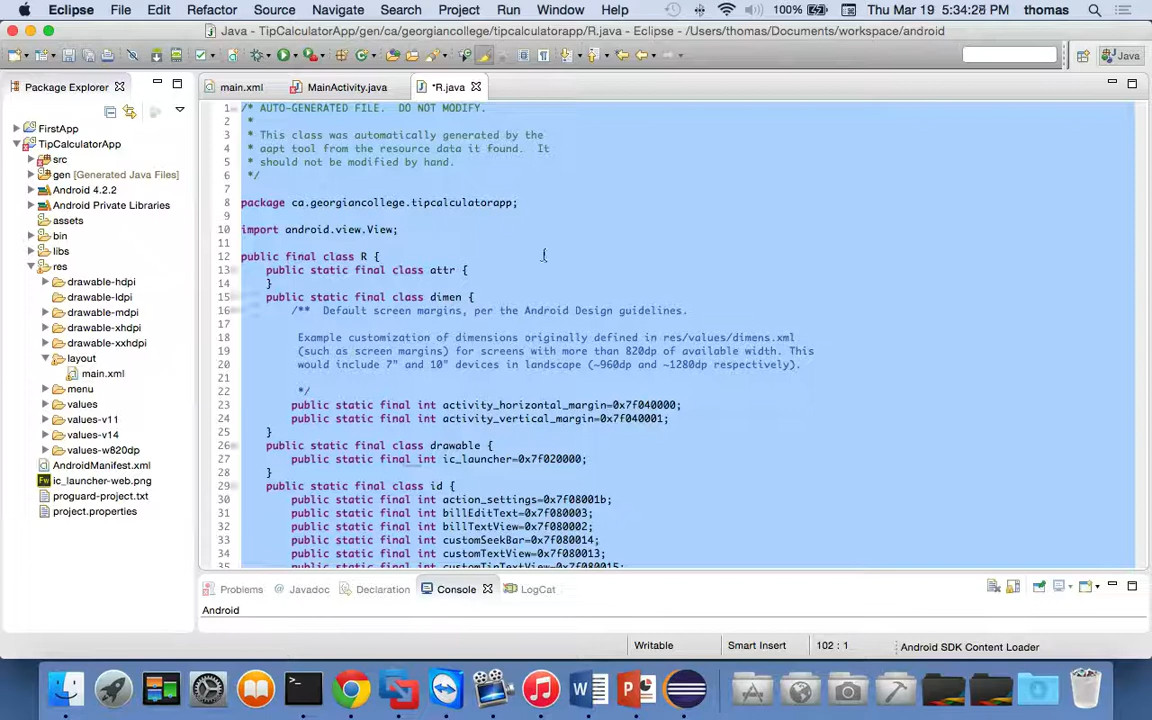 Eclipse File Edit Refactor Source Navigate Search Project Run Window Help 100% Thu Mar 19 5:34:28 PM thomas
Java - TipCalculatorApp/gen/ca/georgiancollege/tipcalculatorapp/R.java - Eclipse - /Users/thomas/Documents/workspace/android
Java
Package Explorer
main.xml
MainActivity.java
*R.java
FirstApp
TipCalculatorApp
src
gen [Generated Java Files]
Android 4.2.2
Android Private Libraries
assets
bin
libs
res
drawable-hdpi
drawable-ldpi
drawable-mdpi
drawable-xhdpi
drawable-xxhdpi
layout
main.xml
menu
values
values-v11
values-v14
values-w820dp
AndroidManifest.xml
ic_launcher-web.png
proguard-project.txt
project.properties
1 /* AUTO-GENERATED FILE. DO NOT MODIFY.
2 *
3 * This class was automatically generated by the
4 * aapt tool from the resource data it found. It
5 * should not be modified by hand.
6 */
7
8 package ca.georgiancollege.tipcalculatorapp;
9
10 import android.view.View;
11
12 public final class R {
13 public static final class attr {
14 }
15 public static final class dimen {
16 /** Default screen margins, per the Android Design guidelines.
17
18 Example customization of dimensions originally defined in res/values/dimens.xml
19 (such as screen margins) for screens with more than 820dp of available width. This
20 would include 7" and 10" devices in landscape (~960dp and ~1280dp respectively).
21
22 */
23 public static final int activity_horizontal_margin=0x7f040000;
24 public static final int activity_vertical_margin=0x7f040001;
25 }
26 public static final class drawable {
27 public static final int ic_launcher=0x7f020000;
28 }
29 public static final class id {
30 public static final int action_settings=0x7f08001b;
31 public static final int billEditText=0x7f080003;
32 public static final int billTextView=0x7f080002;
33 public static final int customSeekBar=0x7f080014;
34 public static final int customTextView=0x7f080013;
35 public static final int customTipTextView=0x7f080015;
Problems Javadoc Declaration Console LogCat
Android
Writable Smart Insert 102 : 1 Android SDK Content Loader